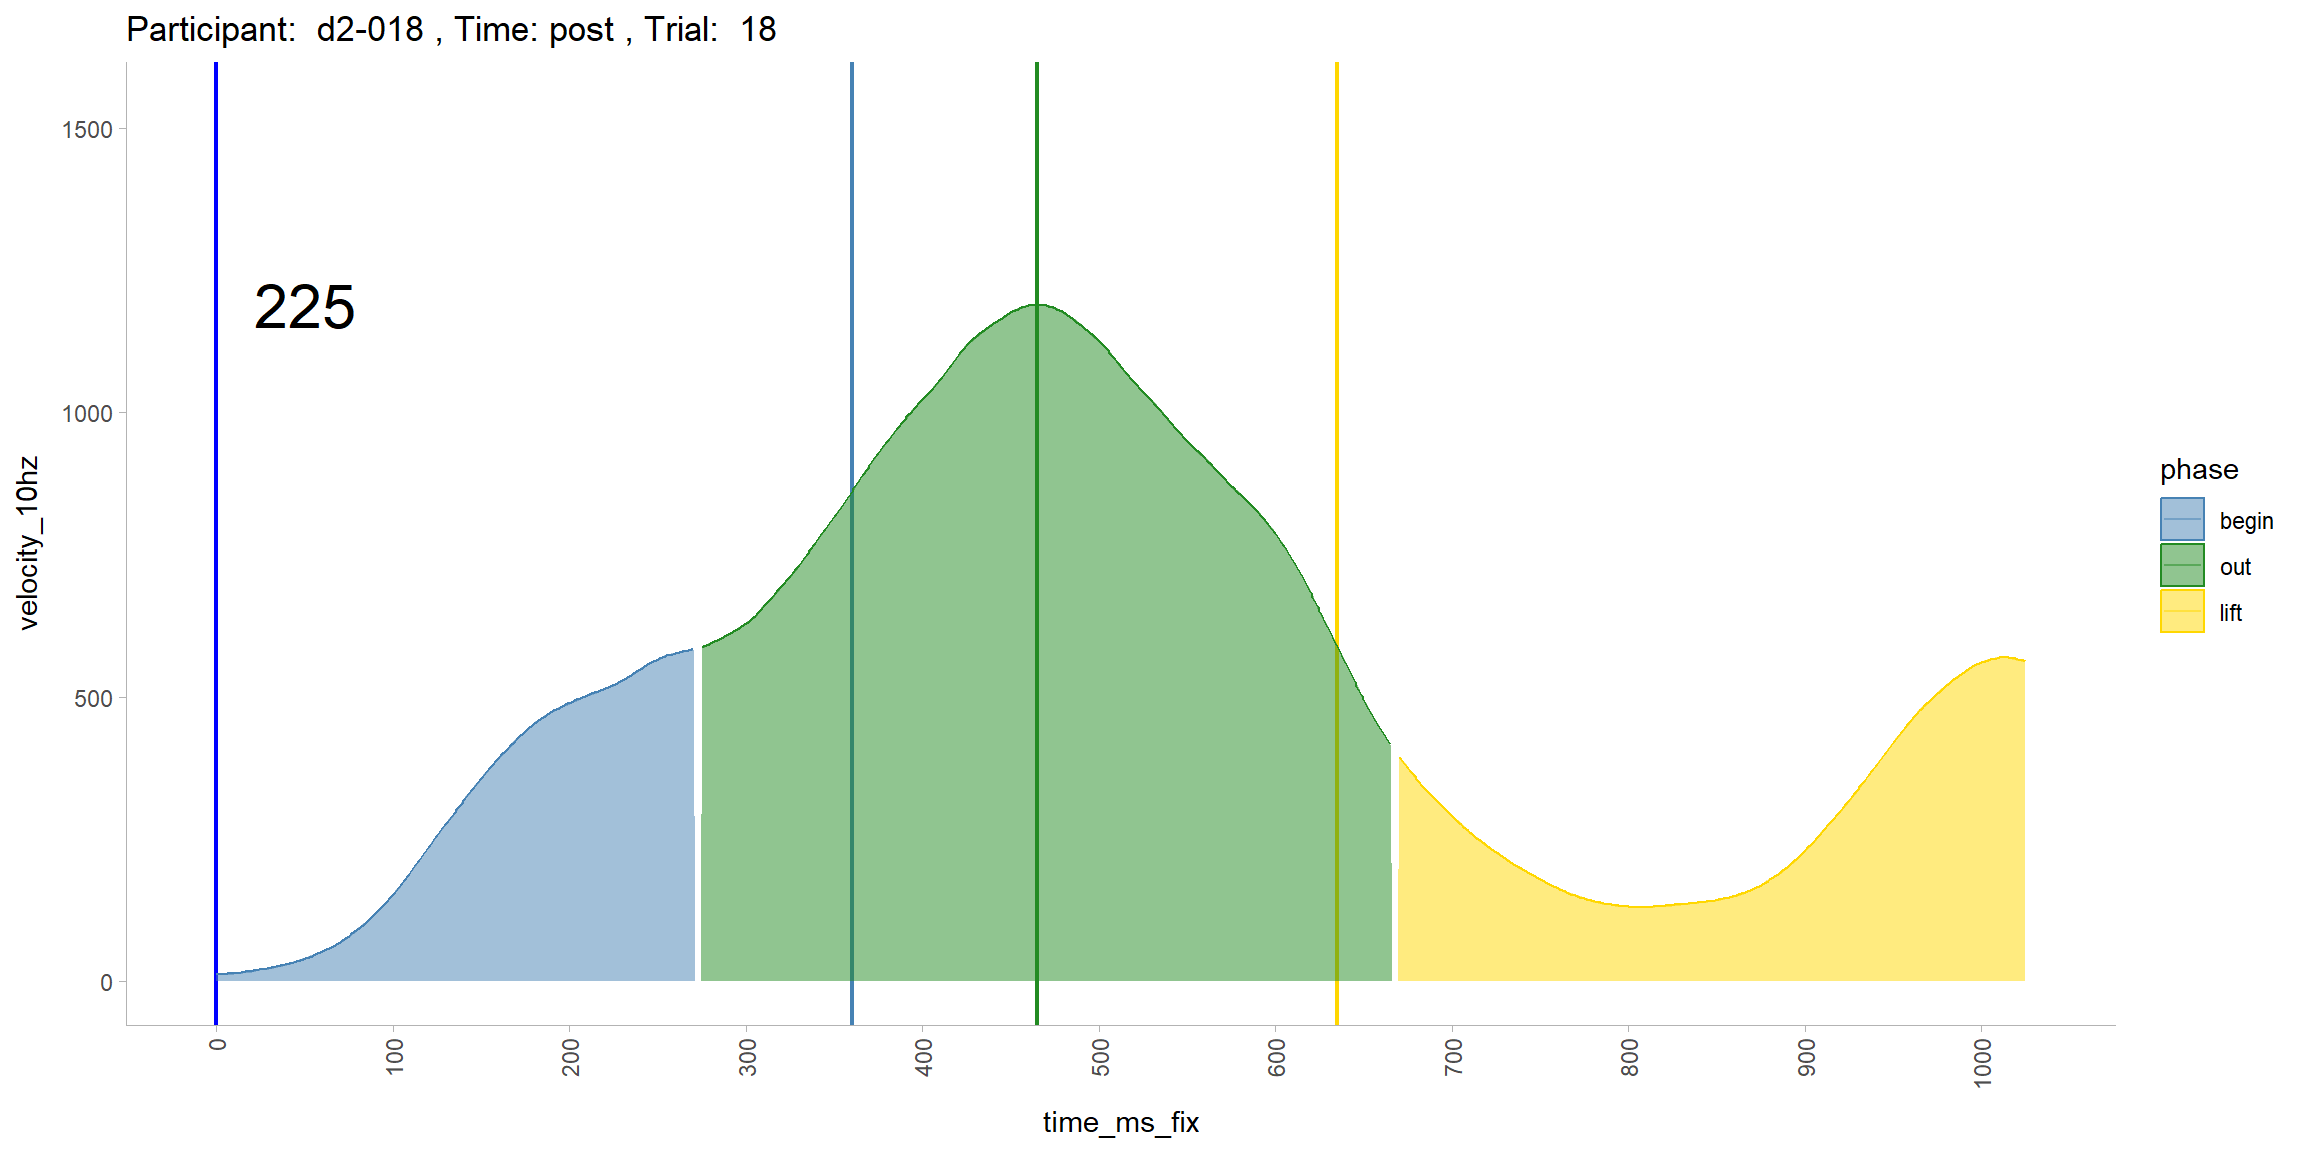 Participant:  d2-018 , Time: post , Trial:  18
1500
1000
500
0
225
velocity_10hz
0
100
200
300
400
500
600
700
800
900
1000
time_ms_fix
phase
begin
out
lift